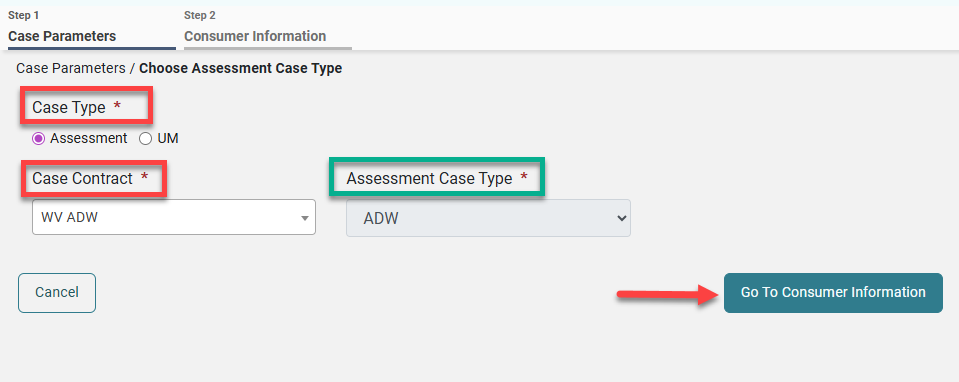 Step 1
Step 2
Case Parameters
Consumer Information
Case Parameters / Choose Assessment Case Type
Case Type *
Assessment
UM
Case Contract *
Assessment Case Type *
WV ADW
ADW
Cancel
Go To Consumer Information